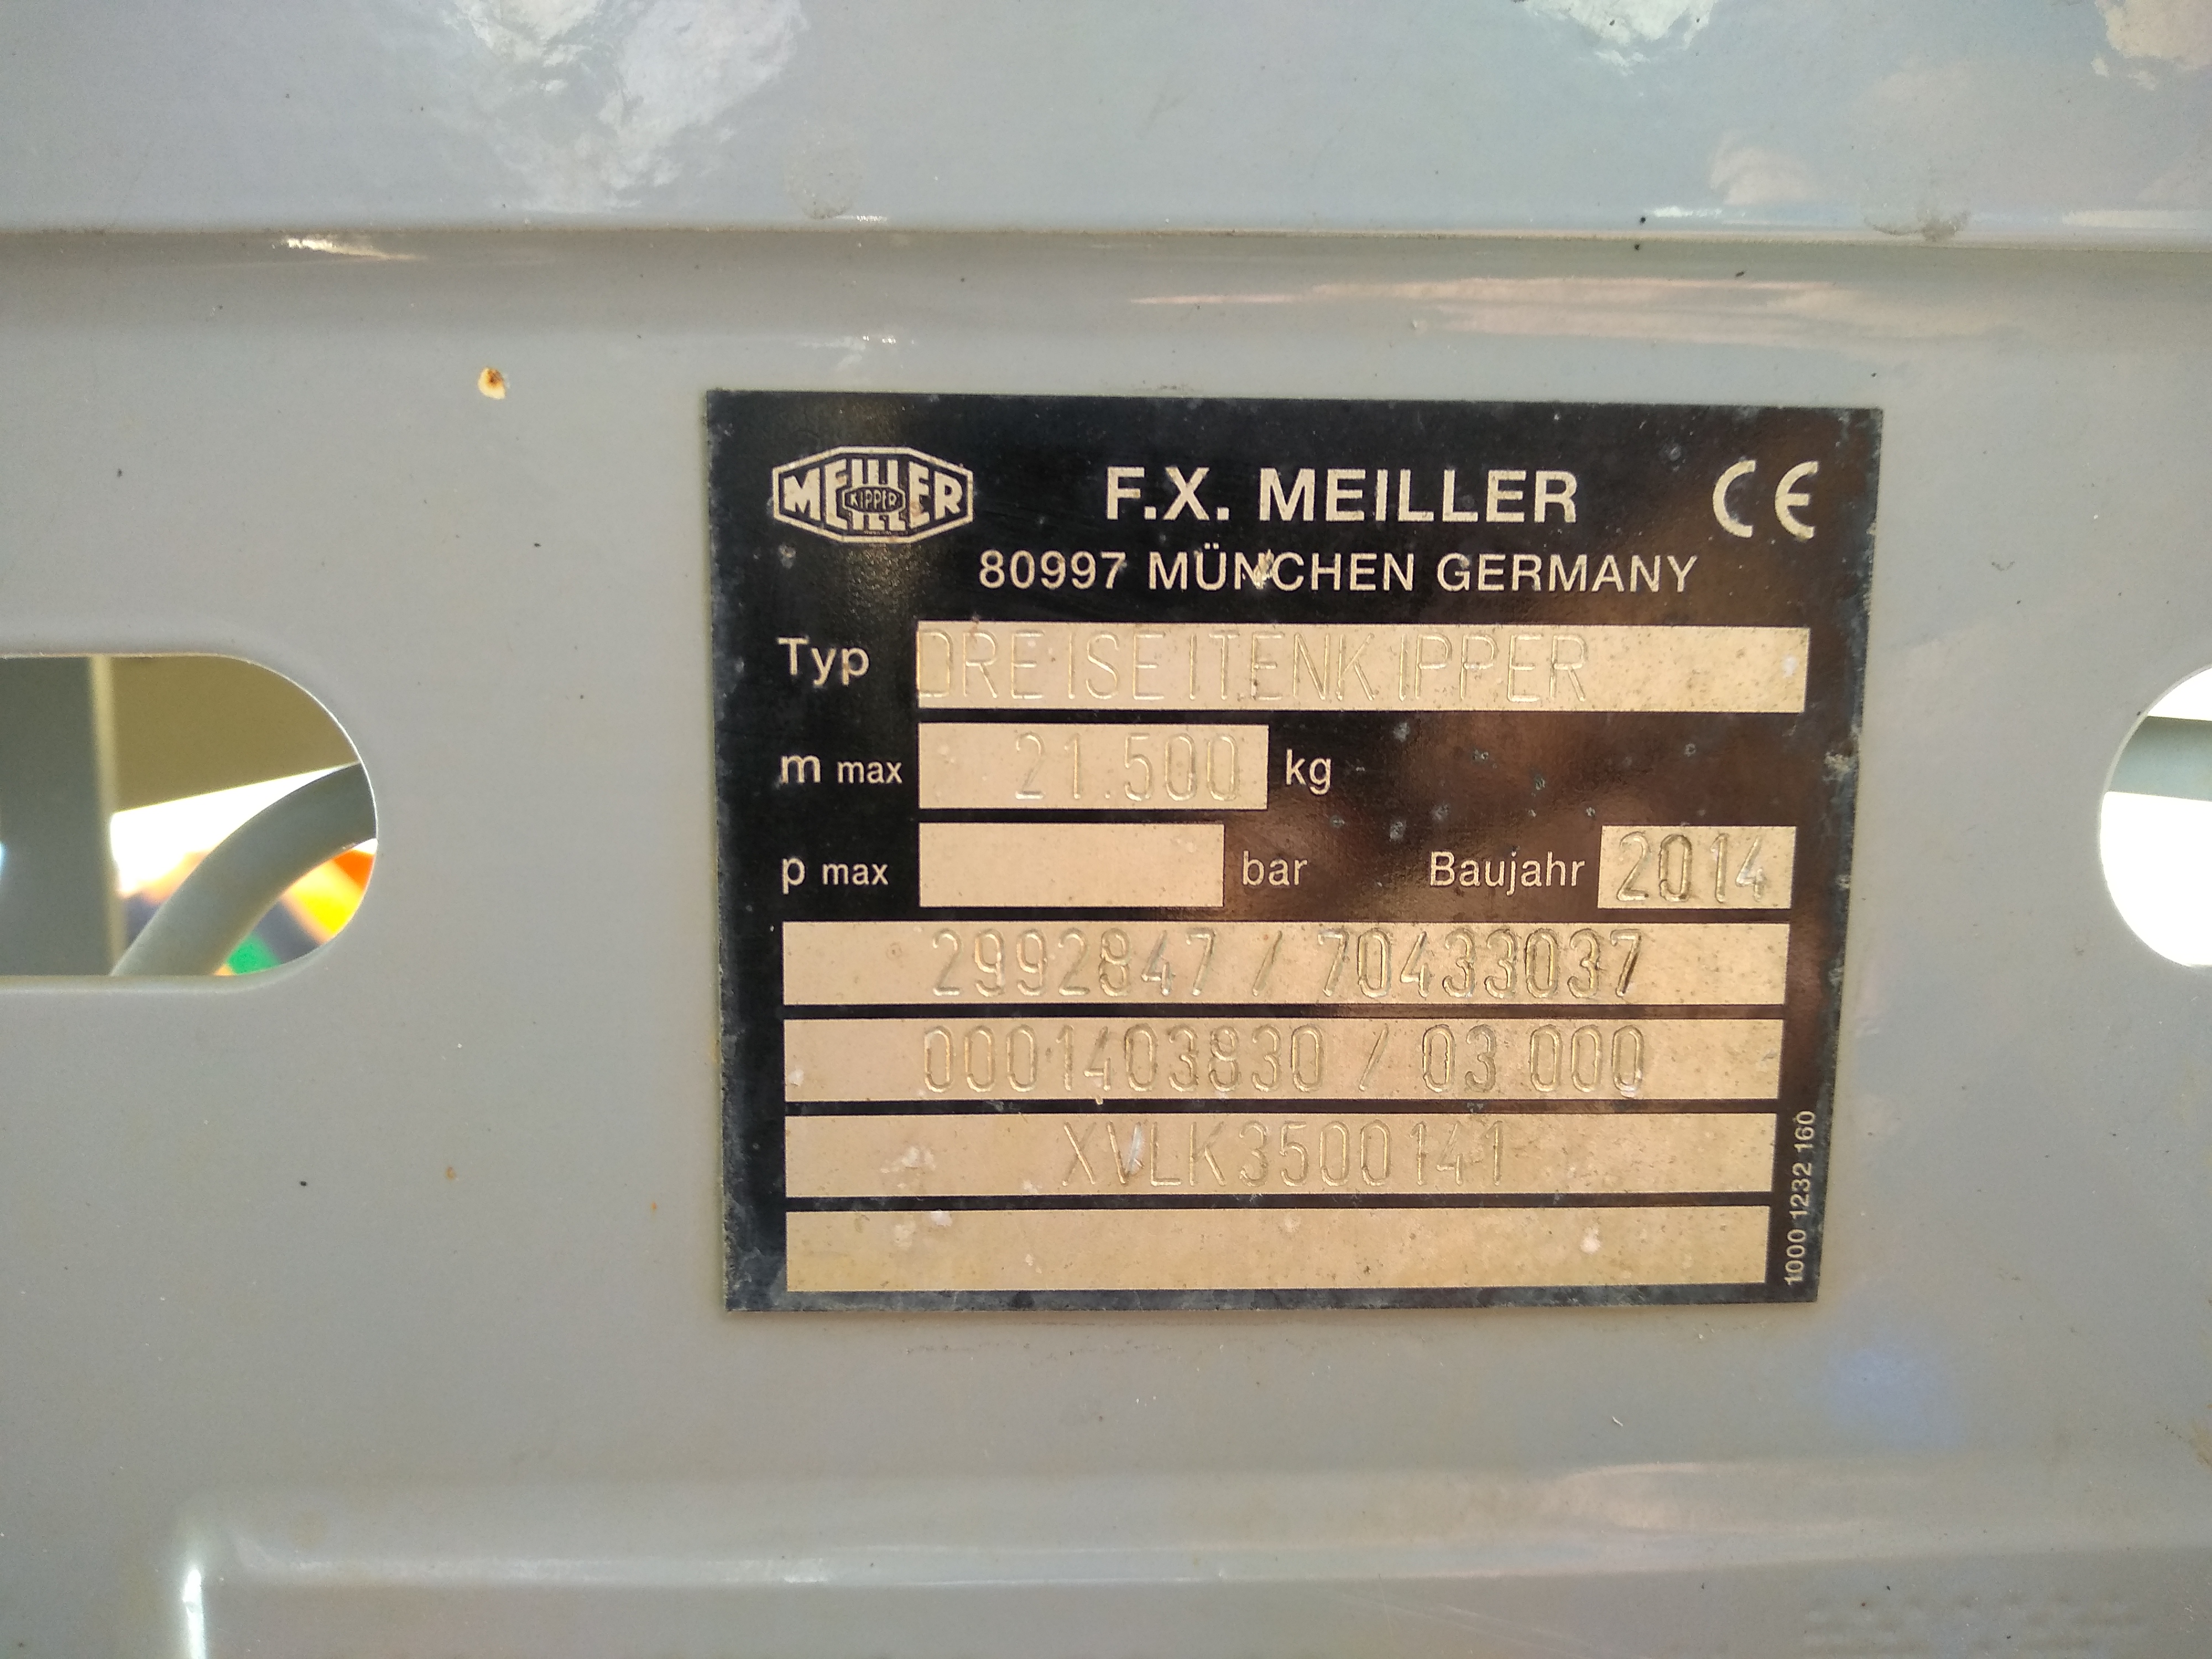 MEILLER
KIPPER
F.X. MEILLER
CE
80997 MÜNCHEN GERMANY
Typ DREISEITENKIPPER
m max 21.500 kg
p max bar Baujahr 2014
2992847 / 70433037
0001403830 / 03 000
XVLK3500141
1000 1232 160